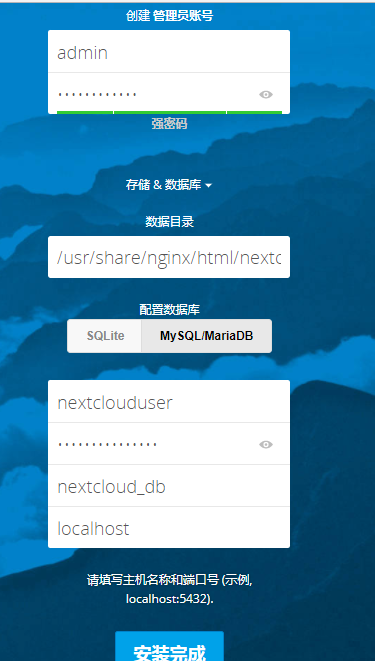 创建 管理员账号
admin
············
强密码
存储 & 数据库
数据目录
/usr/share/nginx/html/nextc
配置数据库
SQLite MySQL/MariaDB
nextclouduser
···············
nextcloud_db
localhost
请填写主机名称和端口号 (示例,
localhost:5432).
安装完成